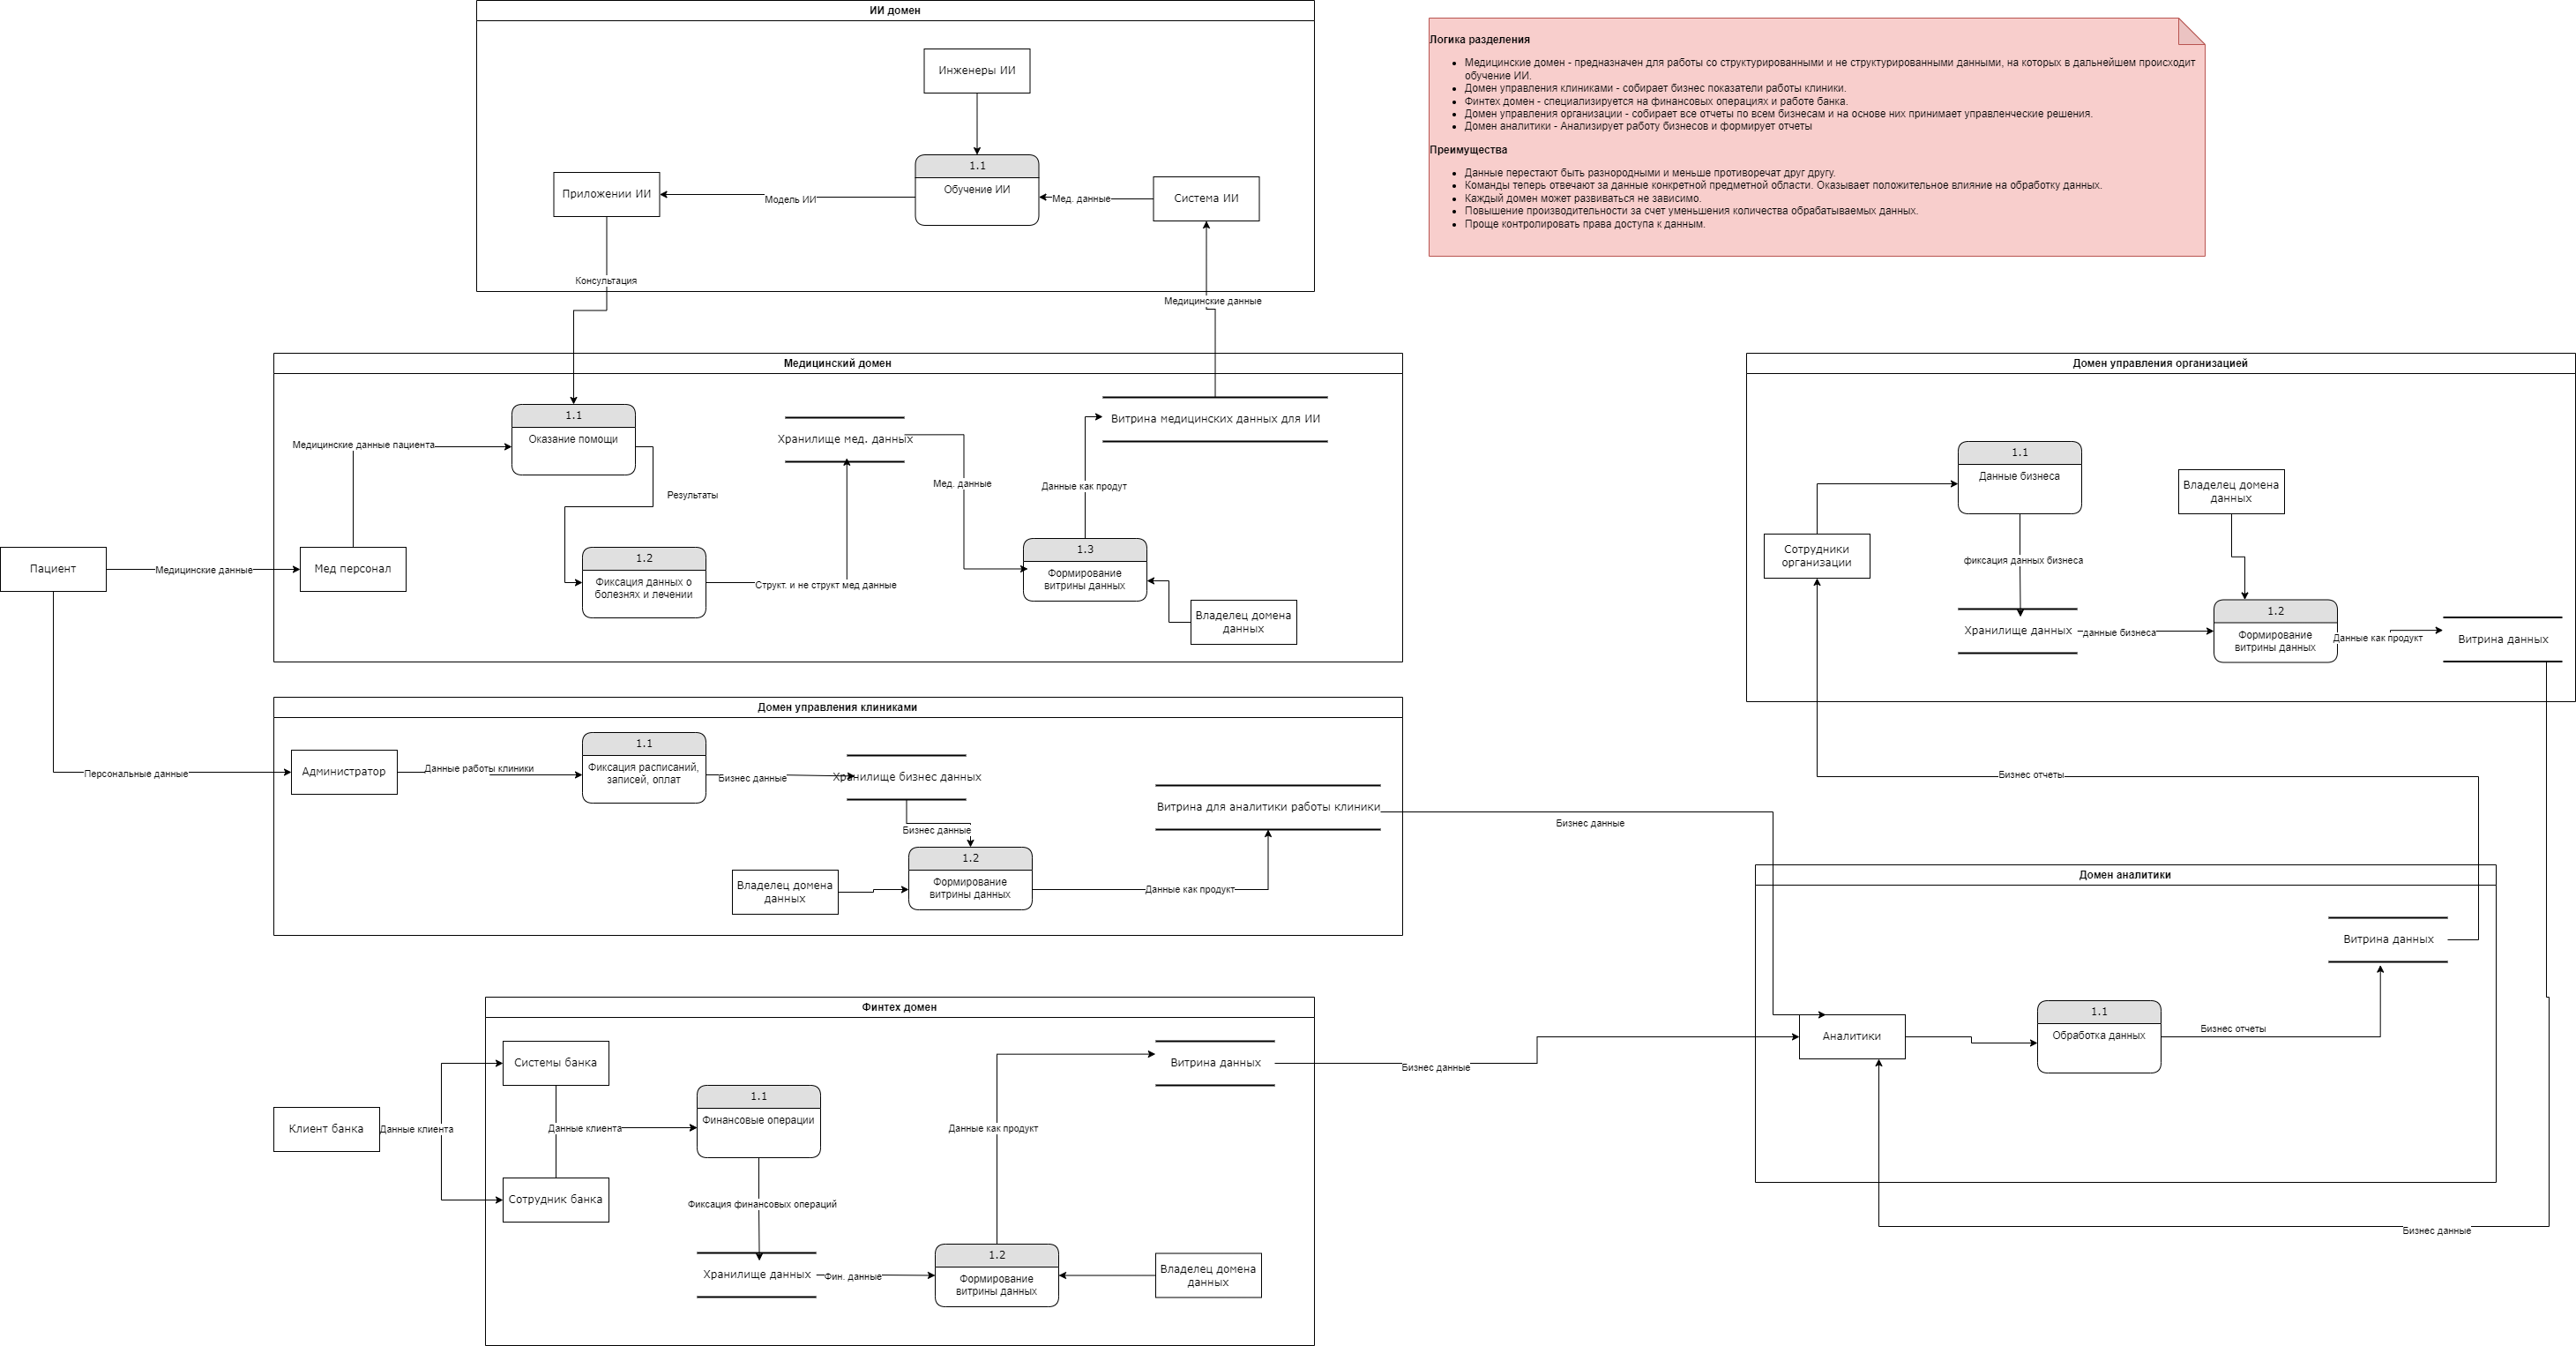 ИИ домен
Инженеры ИИ
1.1
Обучение ИИ
Приложении ИИ
Модель ИИ
Мед. данные
Система ИИ
Консультация
Медицинские данные
Логика разделения
Медицинские домен - предназначен для работы со структурированными и не структурированными данными, на которых в дальнейшем происходит
обучение ИИ.
Домен управления клиниками - собирает бизнес показатели работы клиники.
Финтех домен - специализируется на финансовых операциях и работе банка.
Домен управления организации - собирает все отчеты по всем бизнесам и на основе них принимает управленческие решения.
Домен аналитики - Анализирует работу бизнесов и формирует отчеты
Преимущества
Данные перестают быть разнородными и меньше противоречат друг другу.
Команды теперь отвечают за данные конкретной предметной области. Оказывает положительное влияние на обработку данных.
Каждый домен может развиваться не зависимо.
Повышение производительности за счет уменьшения количества обрабатываемых данных.
Проще контролировать права доступа к данным.
Медицинский домен
1.1
Оказание помощи
Медицинские данные пациента
Хранилище мед. данных
Витрина медицинских данных для ИИ
Мед. данные
Данные как продут
Результаты
Пациент
Медицинские данные
Мед персонал
1.2
Фиксация данных о
болезнях и лечении
Структ. и не структ мед данные
1.3
Формирование
витрины данных
Владелец домена
данных
Домен управления организацией
1.1
Данные бизнеса
Владелец домена
данных
Сотрудники
организации
фиксация данных бизнеса
Хранилище данных
данные бизнеса
1.2
Формирование
витрины данных
Данные как продукт
Витрина данных
Домен управления клиниками
Персональные данные
Администратор
Данные работы клиники
1.1
Фиксация расписаний,
записей, оплат
Бизнес данные
Хранилище бизнес данных
Витрина для аналитики работы клиники
Бизнес данные
1.2
Формирование
витрины данных
Владелец домена
данных
Данные как продукт
Бизнес данные
Бизнес отчеты
Домен аналитики
Витрина данных
Аналитики
1.1
Обработка данных
Бизнес отчеты
Бизнес данные
Финтех домен
Системы банка
Витрина данных
Бизнес данные
1.1
Финансовые операции
Клиент банка
Данные клиента
Данные клиента
Данные как продукт
Сотрудник банка
Фиксация финансовых операций
Хранилище данных
Фин. данные
1.2
Формирование
витрины данных
Владелец домена
данных